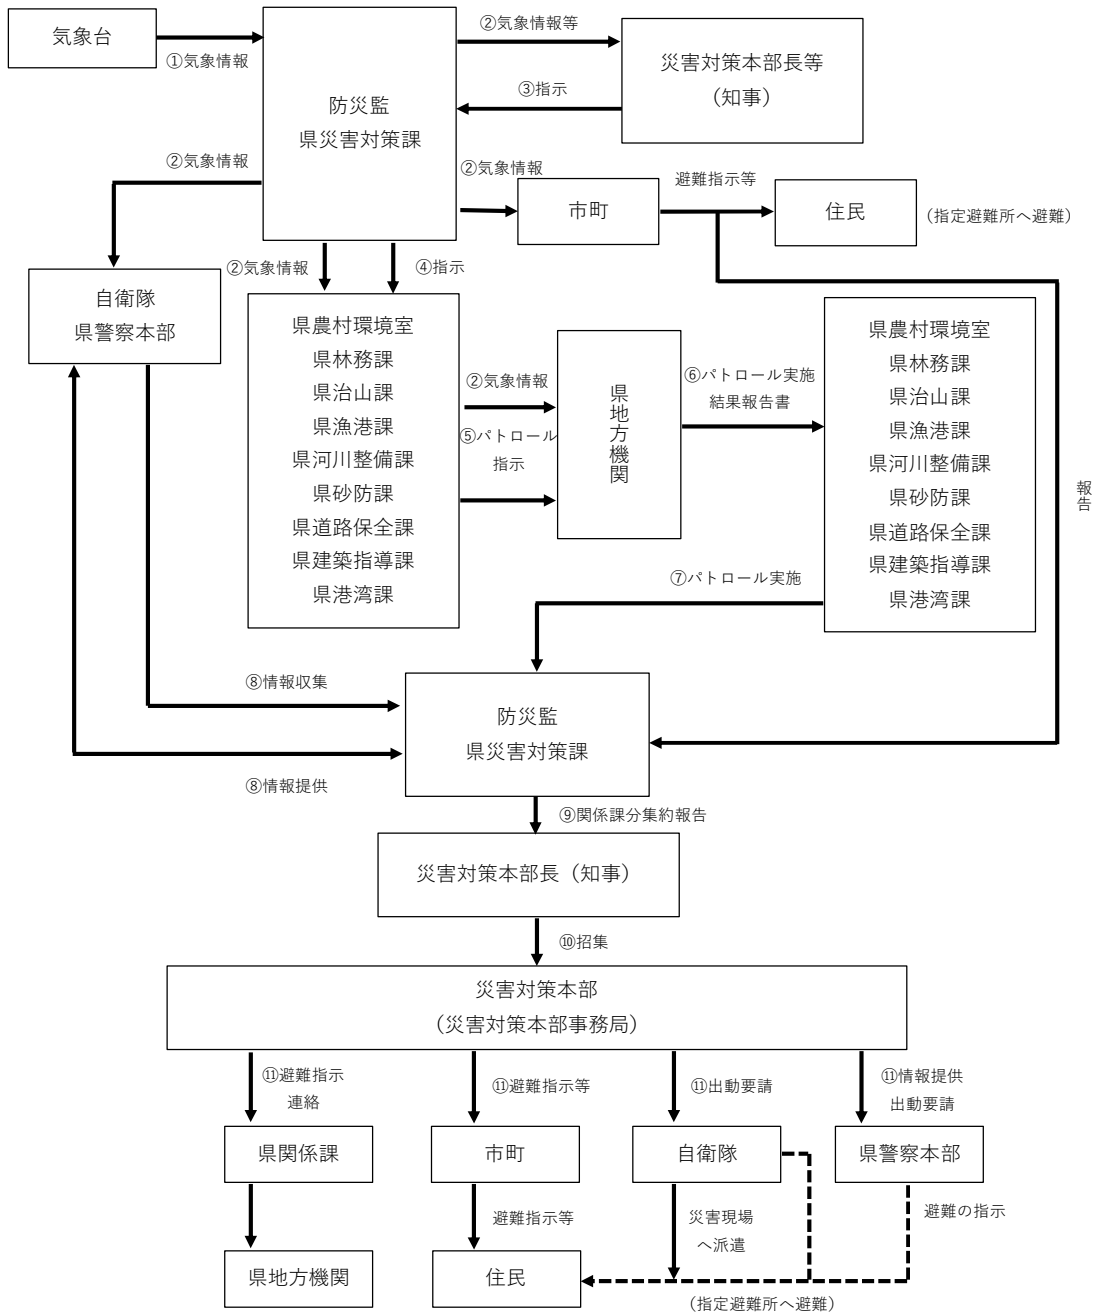 気象台
①気象情報
防災監
県災害対策課
②気象情報等
災害対策本部長等
（知事）
③指示
②気象情報
②気象情報
市町
避難指示等
住民
(指定避難所へ避難)
②気象情報
④指示
自衛隊
県警察本部
県農村環境室
県林務課
県治山課
県漁港課
県河川整備課
県砂防課
県道路保全課
県建築指導課
県港湾課
②気象情報
⑤パトロール
指示
県地方機関
⑥パトロール実施
結果報告書
県農村環境室
県林務課
県治山課
県漁港課
県河川整備課
県砂防課
県道路保全課
県建築指導課
県港湾課
報告
⑦パトロール実施
⑧情報収集
防災監
県災害対策課
⑧情報提供
⑨関係課分集約報告
災害対策本部長（知事）
⑩招集
災害対策本部
（災害対策本部事務局）
⑪避難指示
連絡
⑪避難指示等
⑪出動要請
⑪情報提供
出動要請
県関係課
市町
自衛隊
県警察本部
避難指示等
災害現場
へ派遣
避難の指示
県地方機関
住民
(指定避難所へ避難)